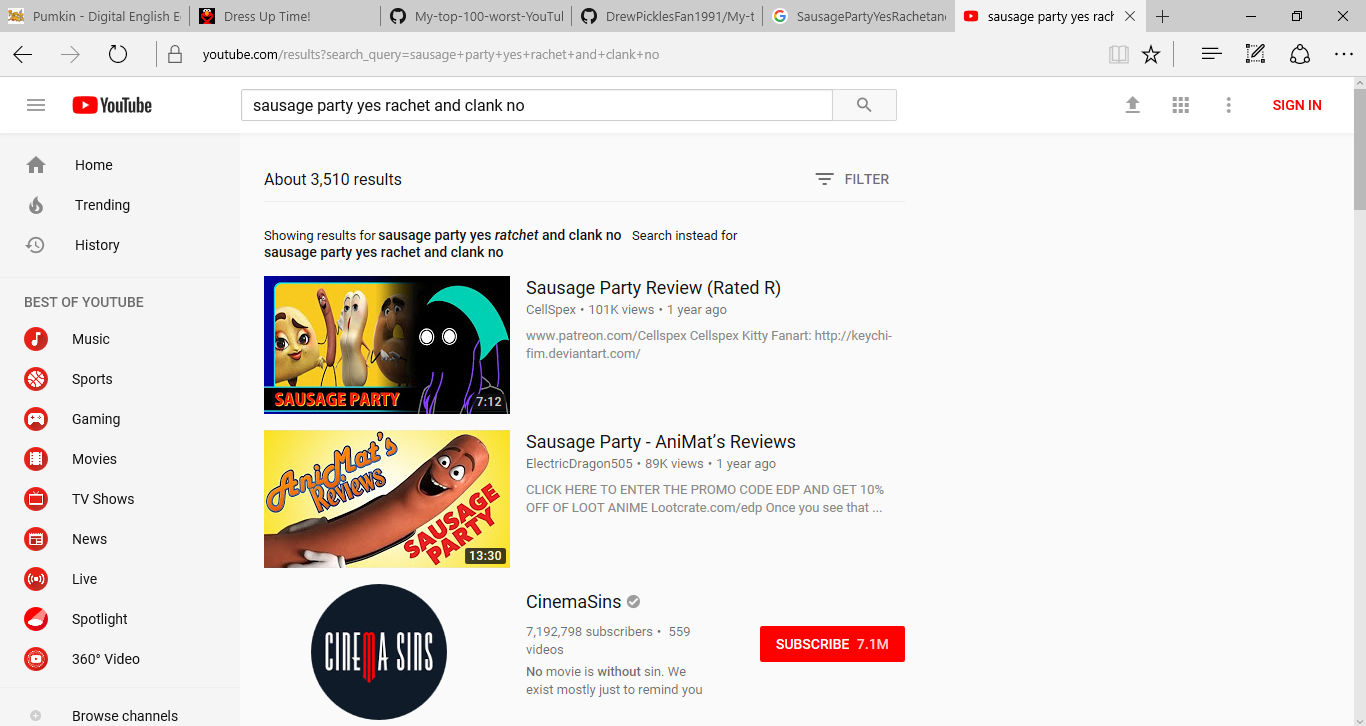 Pumkin - Digital English E
Dress Up Time!
My-top-100-worst-YouTul
DrewPicklesFan1991/My-t
SausagePartyYesRachetan
sausage party yes rach
youtube.com/results?search_query=sausage+party+yes+rachet+and+clank+no
YouTube
sausage party yes rachet and clank no
SIGN IN
Home
Trending
History
BEST OF YOUTUBE
Music
Sports
Gaming
Movies
TV Shows
News
Live
Spotlight
360° Video
Browse channels
About 3,510 results
FILTER
Showing results for sausage party yes ratchet and clank no Search instead for
sausage party yes rachet and clank no
SAUSAGE PARTY
7:12
Sausage Party Review (Rated R)
CellSpex • 101K views • 1 year ago
www.patreon.com/Cellspex Cellspex Kitty Fanart: http://keychi-
fim.deviantart.com/
AniMat's
Reviews
SAUSAGE
PARTY
13:30
Sausage Party - AniMat's Reviews
ElectricDragon505 • 89K views • 1 year ago
CLICK HERE TO ENTER THE PROMO CODE EDP AND GET 10%
OFF OF LOOT ANIME Lootcrate.com/edp Once you see that ...
CINEMA SINS
CinemaSins
7,192,798 subscribers • 559
videos
No movie is without sin. We
exist mostly just to remind you
SUBSCRIBE 7.1M